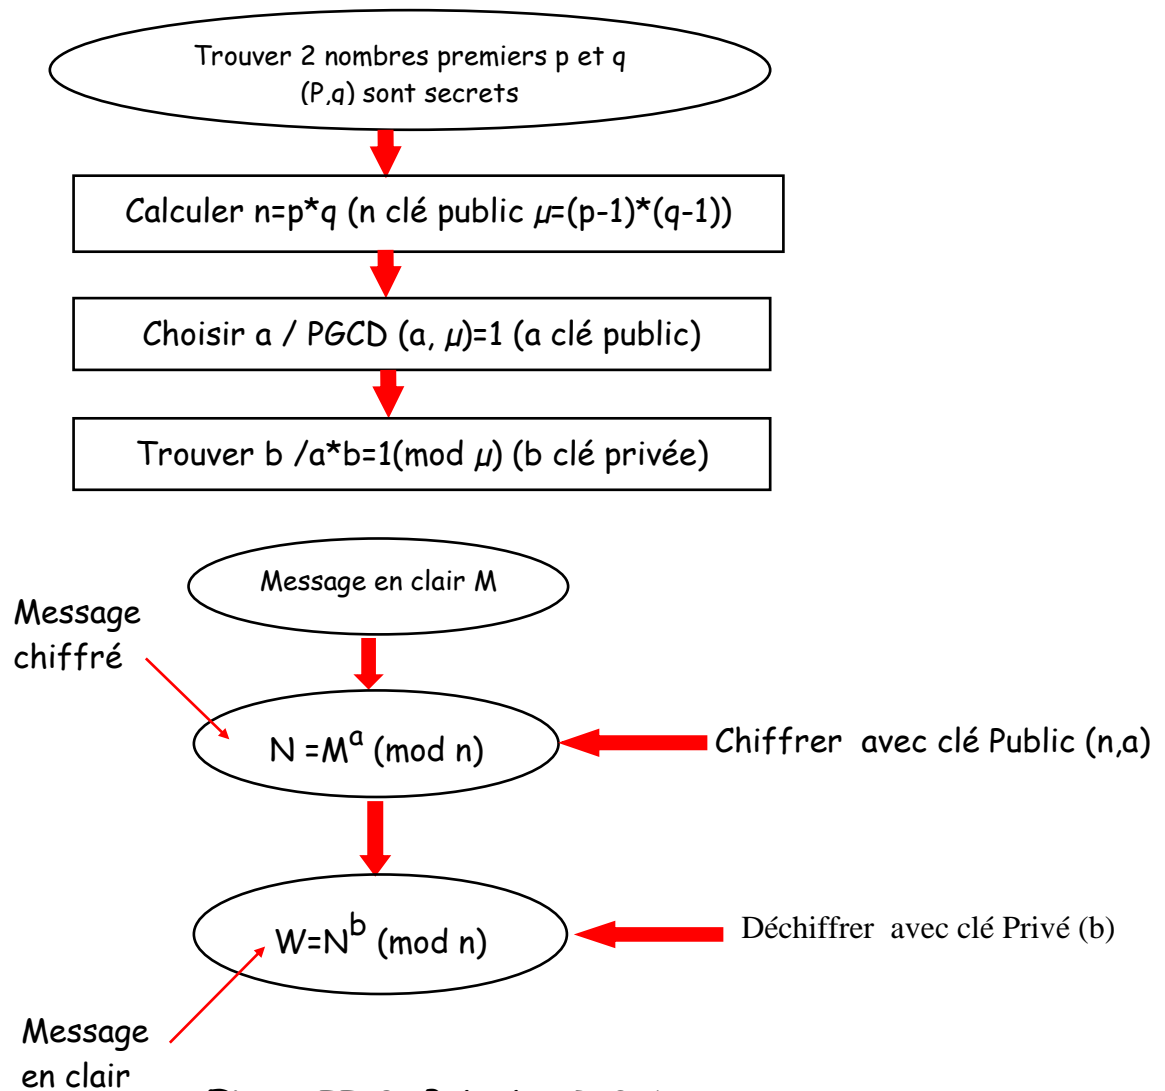 Trouver 2 nombres premiers p et q
(P,q) sont secrets
Calculer n=p*q (n clé public µ=(p-1)*(q-1))
Choisir a / PGCD (a, µ)=1 (a clé public)
Trouver b /a*b=1(mod µ) (b clé privée)
Message en clair M
Message
chiffré
N =M^a (mod n)
Chiffrer avec clé Public (n,a)
W=N^b (mod n)
Déchiffrer avec clé Privé (b)
Message
en clair